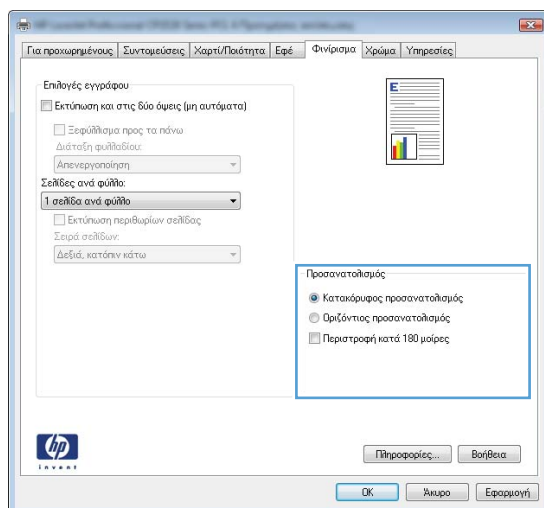 Για προχωρημένους Συντομεύσεις Χαρτί/Ποιότητα Εφέ Φινίρισμα Χρώμα Υπηρεσίες
Επιλογές εγγράφου
Εκτύπωση και στις δύο όψεις (μη αυτόματα)
Ξεφύλλισμα προς τα πάνω
Διάταξη φυλλαδίου:
Απενεργοποίηση
Σελίδες ανά φύλλο:
1 σελίδα ανά φύλλο
Εκτύπωση περιθωρίων σελίδας
Σειρά σελίδων:
Δεξιά, κατόπιν κάτω
E
Προσανατολισμός
Κατακόρυφος προσανατολισμός
Οριζόντιος προσανατολισμός
Περιστροφή κατά 180 μοίρες
hp
invent
Πληροφορίες... Βοήθεια
OK Άκυρο Εφαρμογή